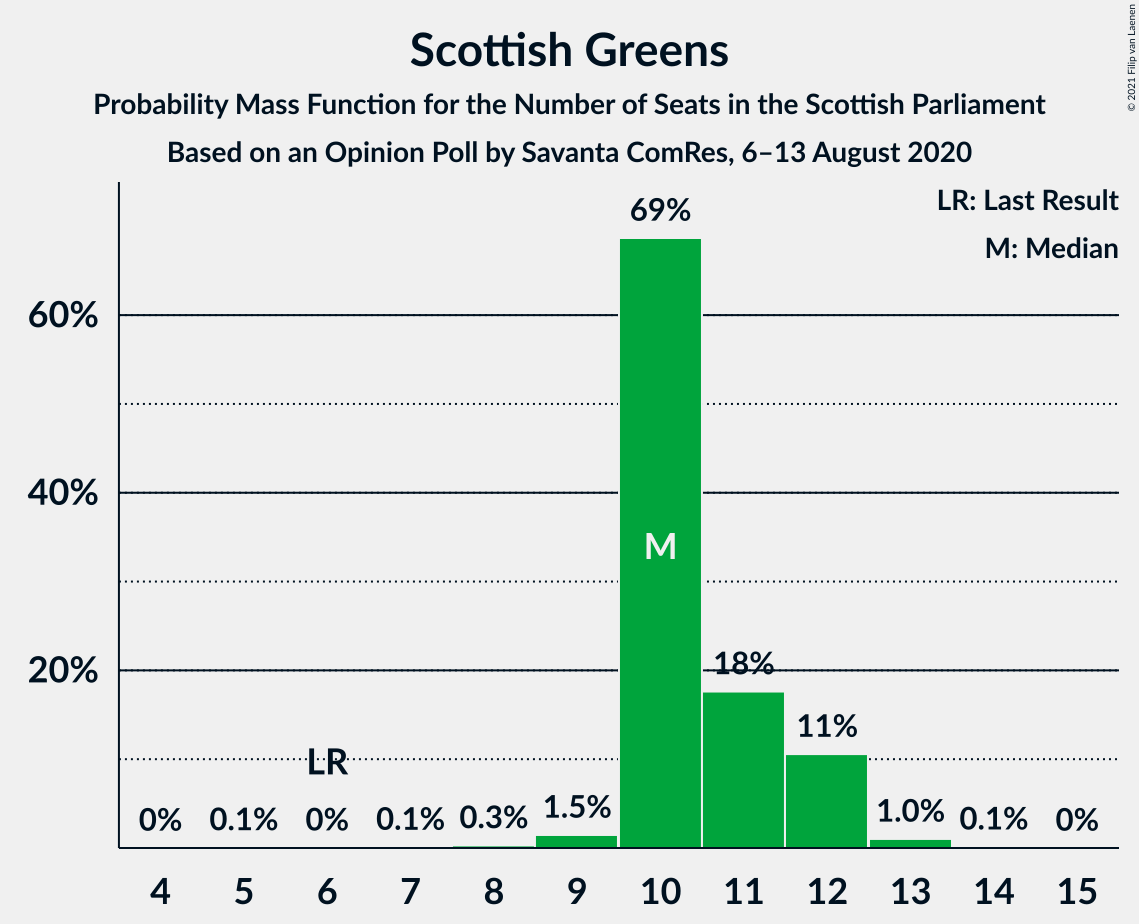 © 2021 Filip van Laenen
Scottish Greens
Probability Mass Function for the Number of Seats in the Scottish Parliament
Based on an Opinion Poll by Savanta ComRes, 6–13 August 2020
LR: Last Result
M: Median
69%
60%
40%
M
20%
18%
11%
LR
0% 0.1% 0% 0.1% 0.3% 1.5% 1.0% 0.1% 0%
4 5 6 7 8 9 10 11 12 13 14 15